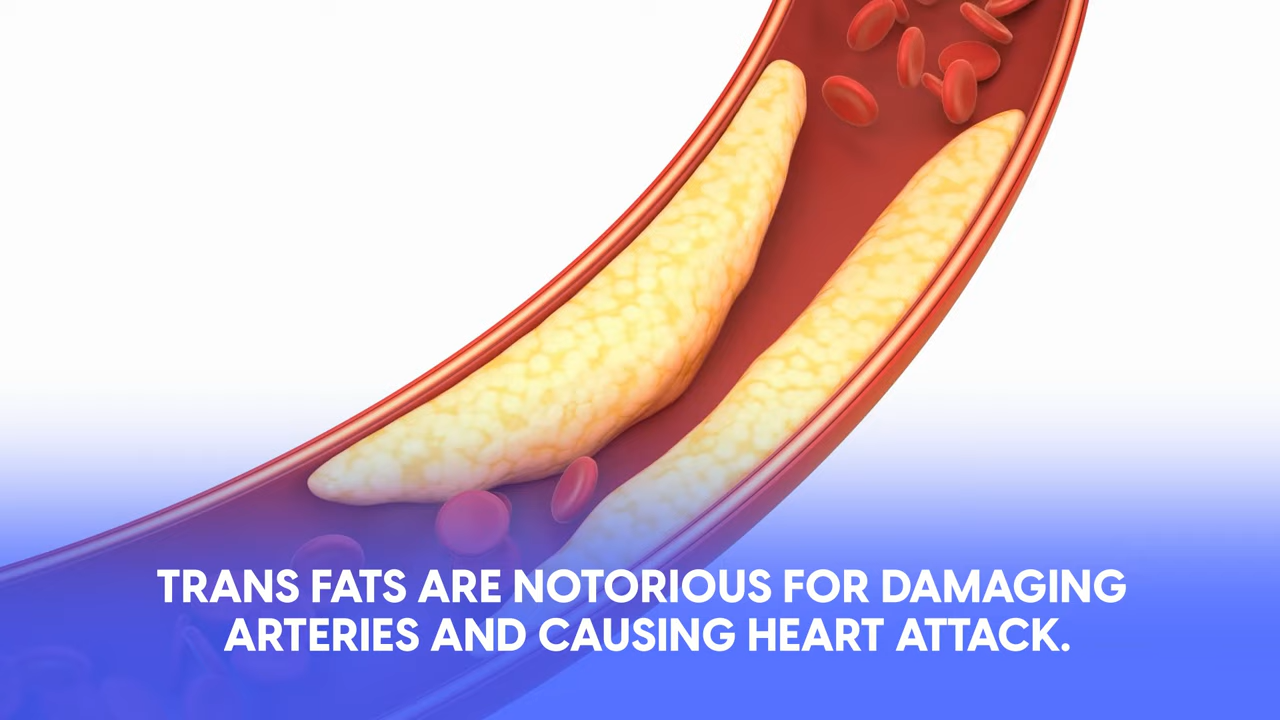 TRANS FATS ARE NOTORIOUS FOR DAMAGING
ARTERIES AND CAUSING HEART ATTACK.